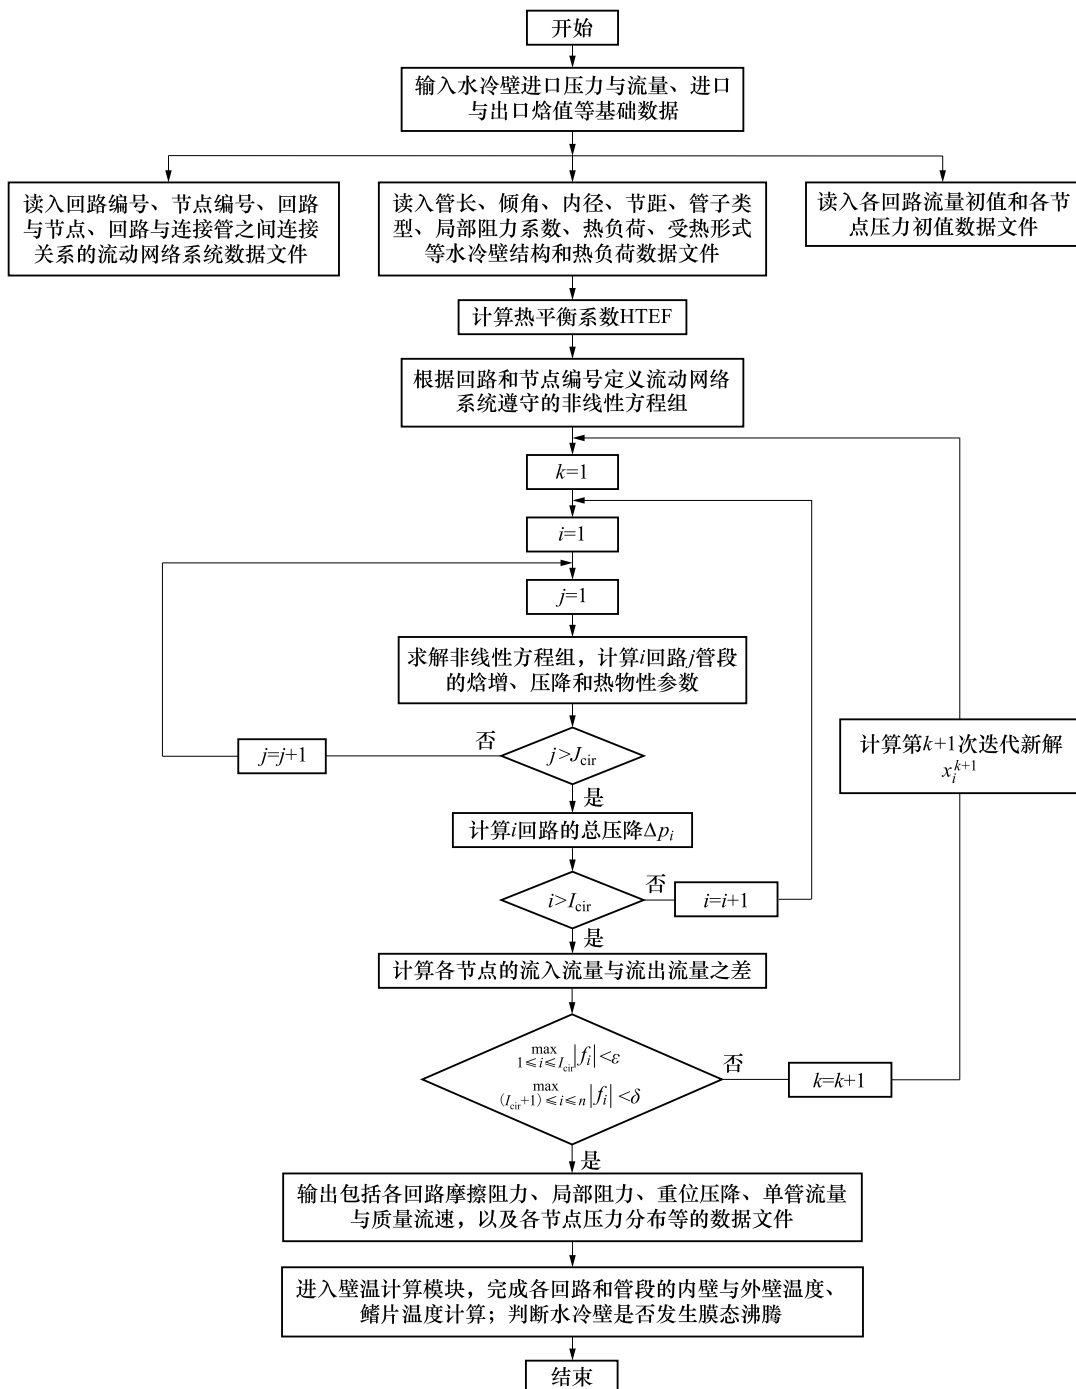 开始
输入水冷壁进口压力与流量、进口
与出口焓值等基础数据
读入回路编号、节点编号、回路
与节点、回路与连接管之间连接
关系的流动网络系统数据文件
读入管长、倾角、内径、节距、管子类
型、局部阻力系数、热负荷、受热形式
等水冷壁结构和热负荷数据文件
读入各回路流量初值和各节
点压力初值数据文件
计算热平衡系数HTEF
根据回路和节点编号定义流动网络
系统遵守的非线性方程组
k=1
i=1
j=1
求解非线性方程组，计算i回路j管段
的焓增、压降和热物性参数
否
j=j+1
j>J_cir
是
计算i回路的总压降Δp_i
计算第k+1次迭代新解
x_i^{k+1}
否
i>I_cir
i=i+1
是
计算各节点的流入流量与流出流量之差
max
1≤i≤I_cir |f_i|<ε
max
(I_cir+1)≤i≤n |f_i|<δ
否
k=k+1
是
输出包括各回路摩擦阻力、局部阻力、重位压降、单管流量
与质量流速，以及各节点压力分布等的数据文件
进入壁温计算模块，完成各回路和管段的内壁与外壁温度、
鳍片温度计算；判断水冷壁是否发生膜态沸腾
结束